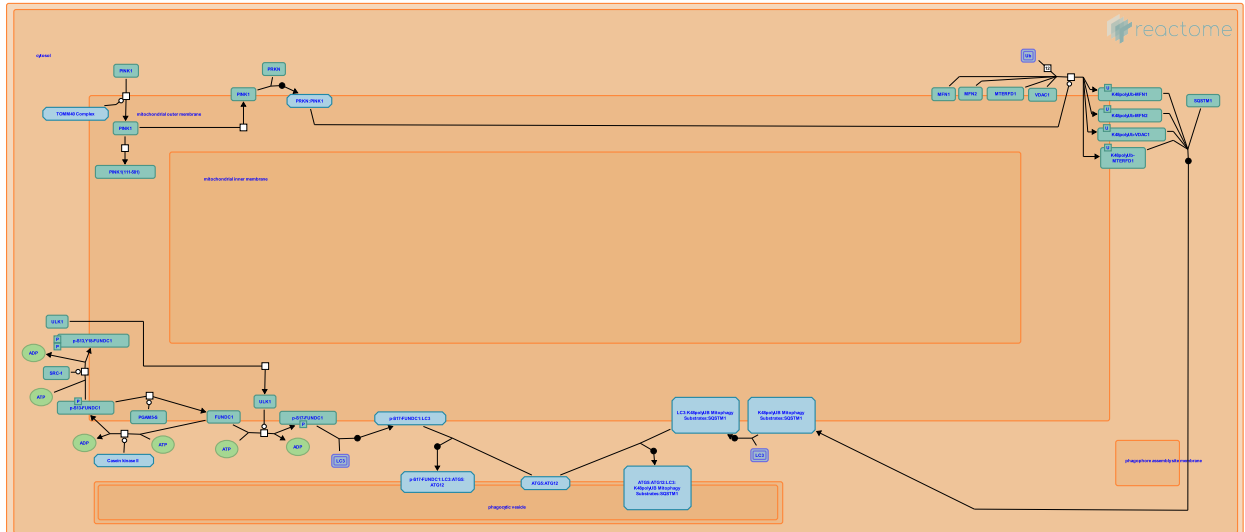 reactome
cytosol
PINK1
PRKN
Ub
TOMM40 Complex
PINK1
PRKN:PINK1
12
MFN1
MFN2
MTERFD1
VDAC1
U
K48polyUb-MFN1
SQSTM1
mitochondrial outer membrane
PINK1
U
K48polyUb-MFN2
U
K48polyUb-VDAC1
U
K48polyUb-
MTERFD1
PINK1(111-581)
mitochondrial inner membrane
ULK1
P
P
p-S13,Y18-FUNDC1
ADP
SRC-1
ATP
P
p-S13-FUNDC1
PGAM5-S
FUNDC1
ULK1
p-S17-FUNDC1
P
p-S17-FUNDC1:LC3
LC3:K48polyUB Mitophagy
Substrates:SQSTM1
K48polyUB Mitophagy
Substrates:SQSTM1
ADP
ATP
ATP
ADP
Casein kinase II
LC3
LC3
phagophore assembly site membrane
p-S17-FUNDC1:LC3:ATG5
ATG12
ATG5:ATG12
ATG5:ATG12:LC3:
K48polyUB Mitophagy
Substrates:SQSTM1
phagocytic vesicle